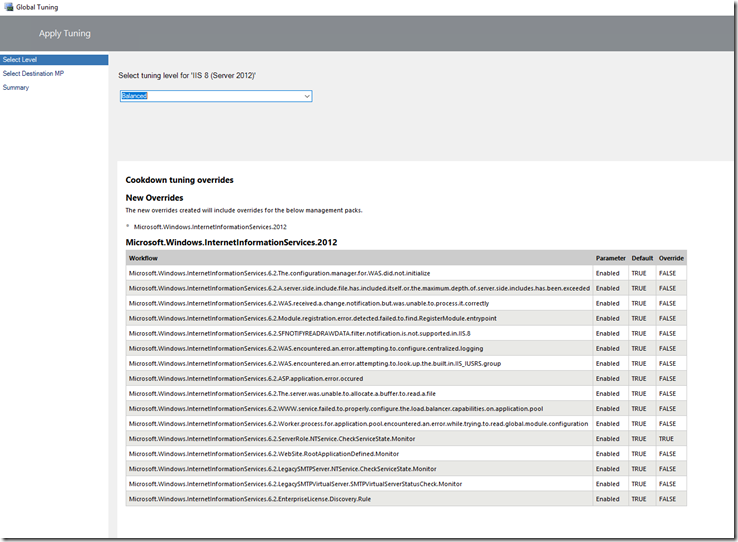 Global Tuning
Apply Tuning
Select Level
Select Destination MP
Summary
Select tuning level for 'IIS 8 (Server 2012)'
Balanced
Cookdown tuning overrides
New Overrides
The new overrides created will include overrides for the below management packs.
* Microsoft.Windows.InternetInformationServices.2012
Microsoft.Windows.InternetInformationServices.2012
Workflow Parameter Default Override
Microsoft.Windows.InternetInformationServices.6.2.The.configuration.manager.for.WAS.did.not.initialize Enabled TRUE FALSE
Microsoft.Windows.InternetInformationServices.6.2.A.server.side.include.file.has.included.itself.or.the.maximum.depth.of.server.side.includes.has.been.exceeded Enabled TRUE FALSE
Microsoft.Windows.InternetInformationServices.6.2.WAS.received.a.change.notification.but.was.unable.to.process.it.correctly Enabled TRUE FALSE
Microsoft.Windows.InternetInformationServices.6.2.Module.registration.error.detected.failed.to.find.RegisterModule.entrypoint Enabled TRUE FALSE
Microsoft.Windows.InternetInformationServices.6.2.SFNOTIFYREADRAWDATA.filter.notification.is.not.supported.in.IIS.8 Enabled TRUE FALSE
Microsoft.Windows.InternetInformationServices.6.2.WAS.encountered.an.error.attempting.to.configure.centralized.logging Enabled TRUE FALSE
Microsoft.Windows.InternetInformationServices.6.2.WAS.encountered.an.error.attempting.to.look.up.the.built.in.IIS_IUSRS.group Enabled TRUE FALSE
Microsoft.Windows.InternetInformationServices.6.2.ASP.application.error.occured Enabled TRUE FALSE
Microsoft.Windows.InternetInformationServices.6.2.The.server.was.unable.to.allocate.a.buffer.to.read.a.file Enabled TRUE FALSE
Microsoft.Windows.InternetInformationServices.6.2.WWW.service.failed.to.properly.configure.the.load.balancer.capabilities.on.application.pool Enabled TRUE FALSE
Microsoft.Windows.InternetInformationServices.6.2.Worker.process.for.application.pool.encountered.an.error.while.trying.to.read.global.module.configuration Enabled TRUE FALSE
Microsoft.Windows.InternetInformationServices.6.2.ServerRole.NTService.CheckServiceState.Monitor Enabled TRUE TRUE
Microsoft.Windows.InternetInformationServices.6.2.WebSite.RootApplicationDefined.Monitor Enabled TRUE FALSE
Microsoft.Windows.InternetInformationServices.6.2.LegacySMTPServer.NTService.CheckServiceState.Monitor Enabled TRUE FALSE
Microsoft.Windows.InternetInformationServices.6.2.LegacySMTPVirtualServer.SMTPVirtualServerStatusCheck.Monitor Enabled TRUE FALSE
Microsoft.Windows.InternetInformationServices.6.2.EnterpriseLicense.Discovery.Rule Enabled TRUE FALSE